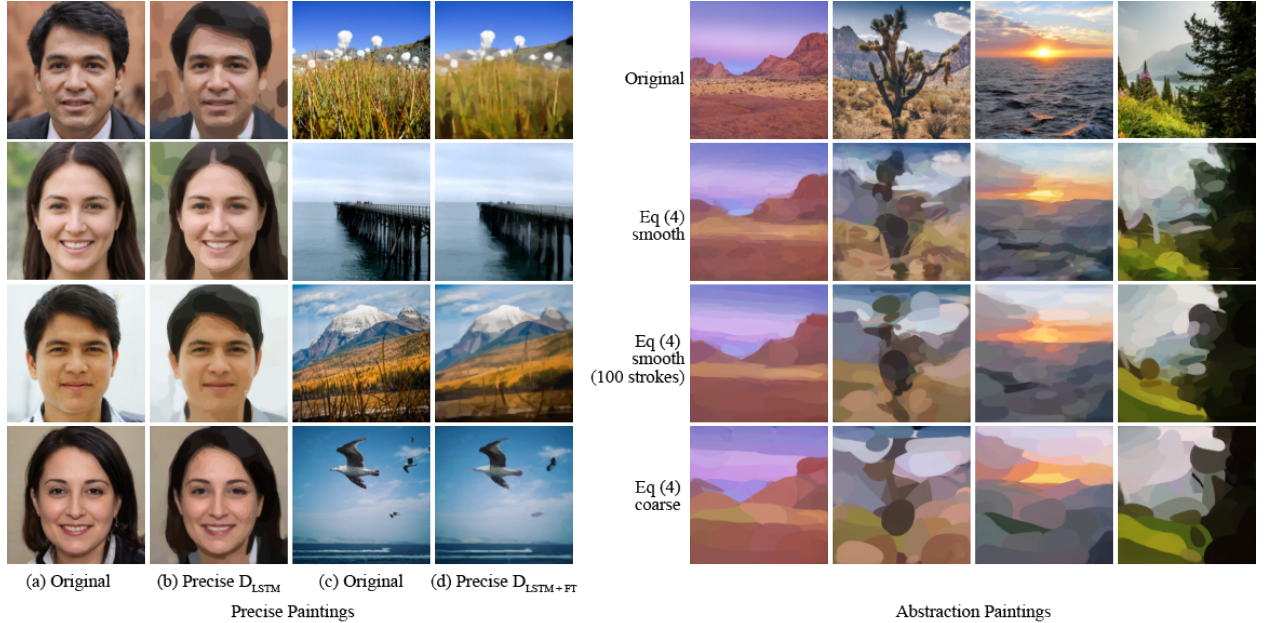 Original
Eq (4)
smooth
Eq (4)
smooth
(100 strokes)
Eq (4)
coarse
(a) Original
(b) Precise D_LSTM
(c) Original
(d) Precise D_LSTM+FT
Precise Paintings
Abstraction Paintings